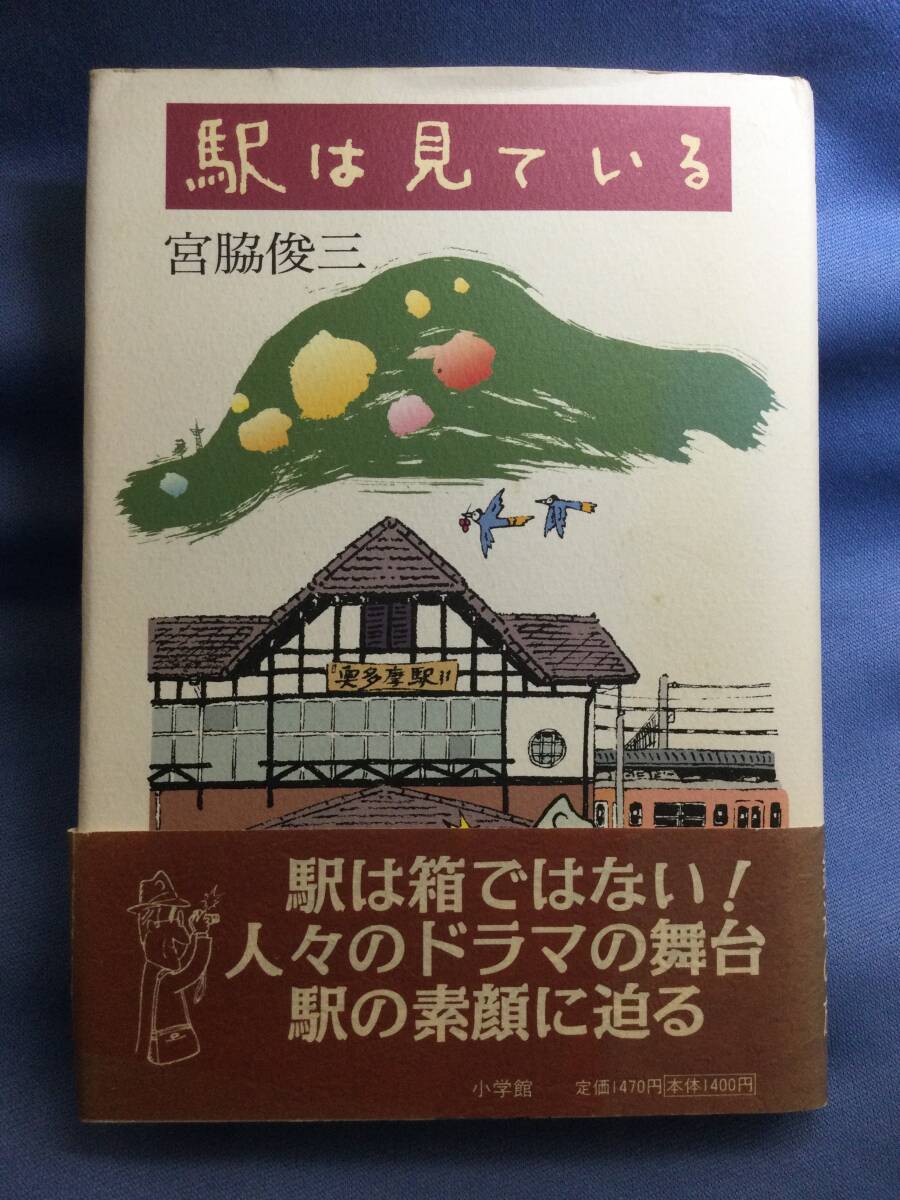 駅は見ている
宮脇俊三
奥多摩駅
駅は箱ではない!
人々のドラマの舞台
駅の素顔に迫る
小学館 定価1470円 本体1400円